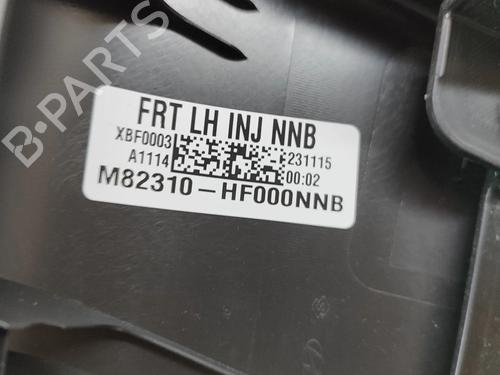 FRT LH INJ NNB
XBF0003 231115
A1114 00:02
M82310-HF000NNB
B-PARTS